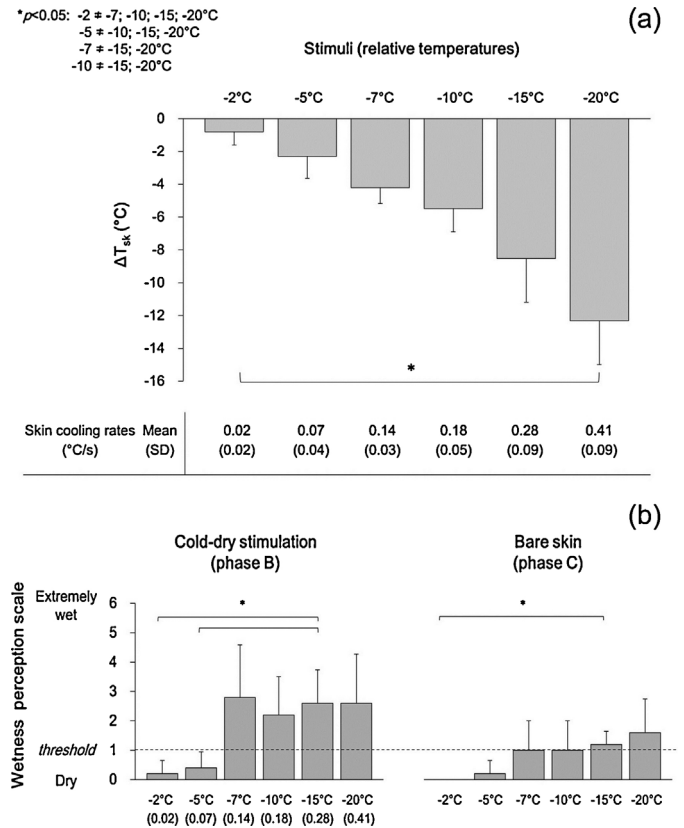 *p<0.05: -2 ≠ -7; -10; -15; -20°C
-5 ≠ -10; -15; -20°C
-7 ≠ -15; -20°C
-10 ≠ -15; -20°C
(a)
Stimuli (relative temperatures)
-2°C -5°C -7°C -10°C -15°C -20°C
0
-2
-4
-6
-8
-10
-12
-14
-16
ΔTsk (°C)
*
Skin cooling rates Mean 0.02 0.07 0.14 0.18 0.28 0.41
(°C/s) (SD) (0.02) (0.04) (0.03) (0.05) (0.09) (0.09)
(b)
Cold-dry stimulation
(phase B)
Bare skin
(phase C)
Wetness perception scale
Extremely
wet
threshold
Dry
6
5
4
3
2
1
0
*
*
-2°C -5°C -7°C -10°C -15°C -20°C
(0.02) (0.07) (0.14) (0.18) (0.28) (0.41)
-2°C -5°C -7°C -10°C -15°C -20°C